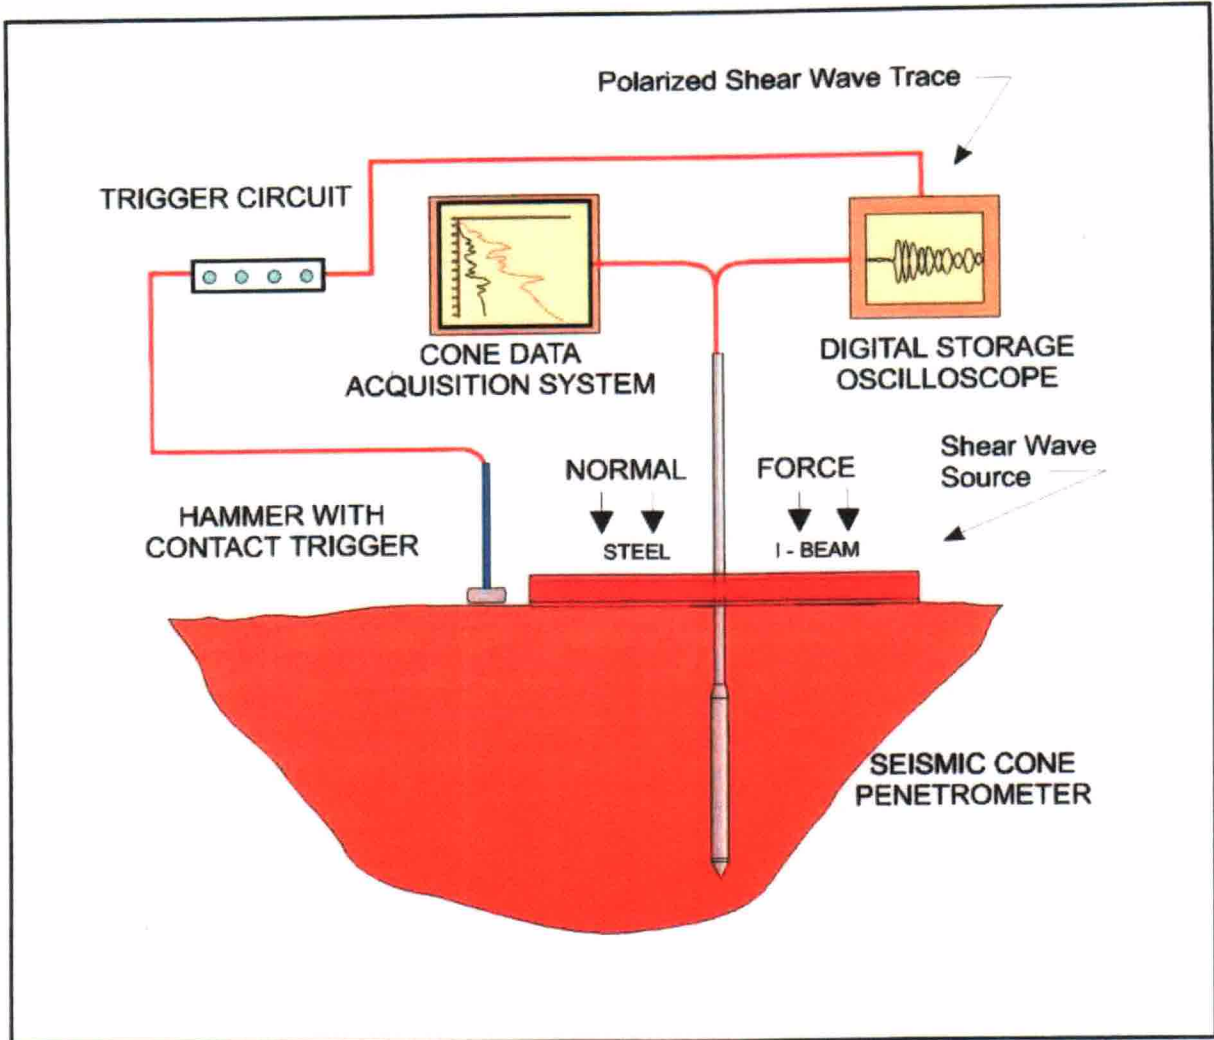 Polarized Shear Wave Trace
TRIGGER CIRCUIT
CONE DATA
ACQUISITION SYSTEM
DIGITAL STORAGE
OSCILLOSCOPE
Shear Wave
Source
NORMAL FORCE
HAMMER WITH
CONTACT TRIGGER
STEEL I - BEAM
SEISMIC CONE
PENETROMETER